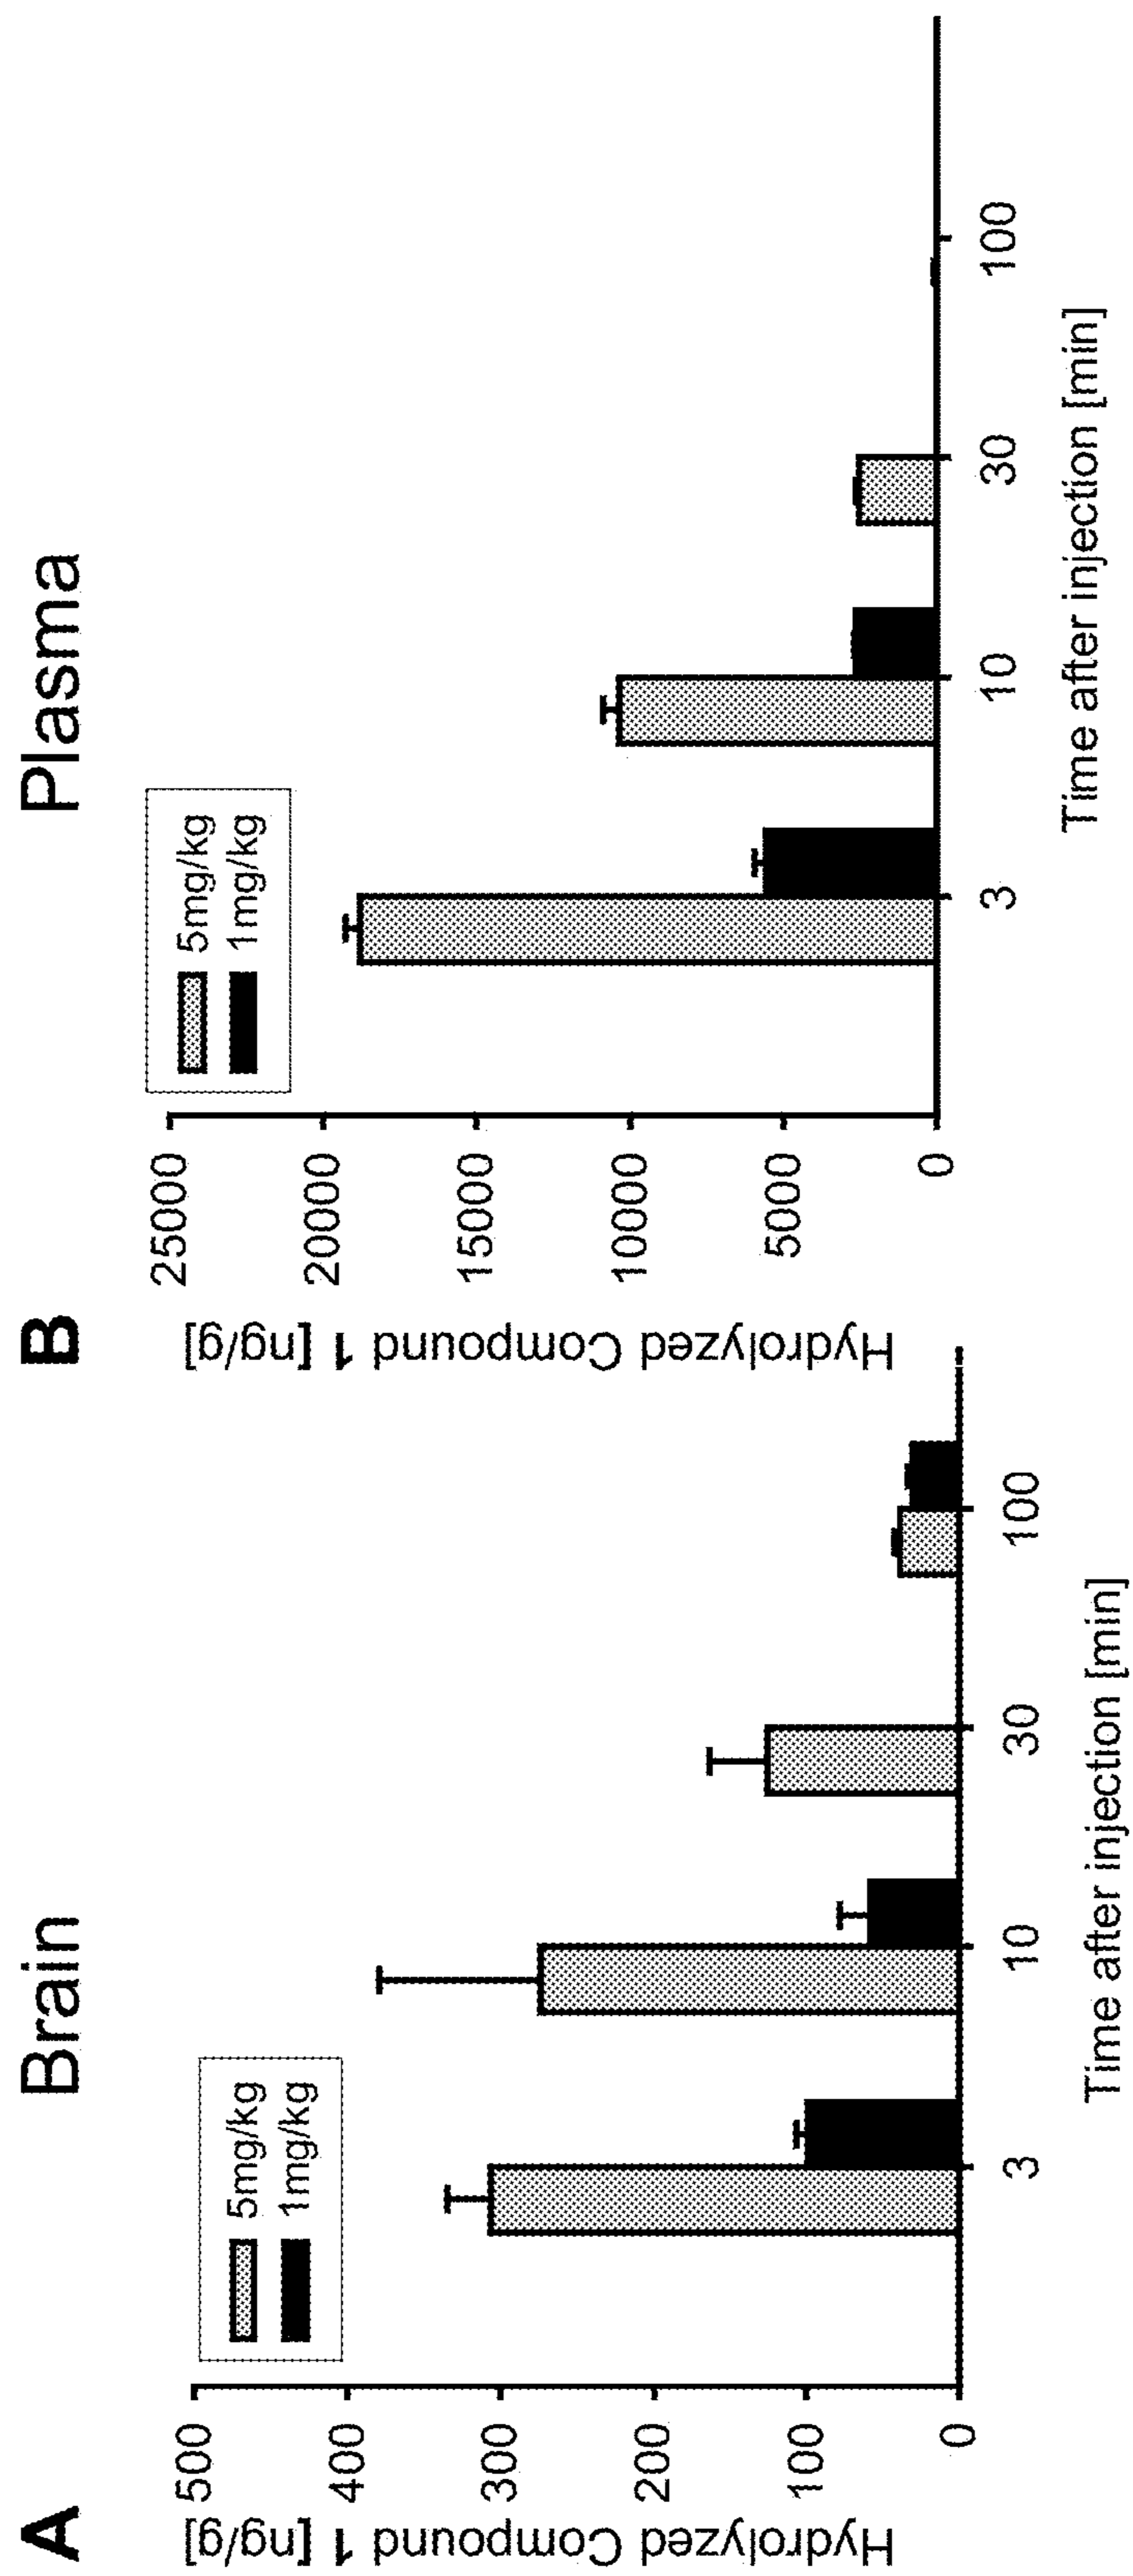 A
Brain
Hydrolyzed Compound 1 [ng/g]
500
400
300
200
100
0
5mg/kg
1mg/kg
3
10
30
100
Time after injection [min]
B
Plasma
Hydrolyzed Compound 1 [ng/g]
25000
20000
15000
10000
5000
0
5mg/kg
1mg/kg
3
10
30
100
Time after injection [min]